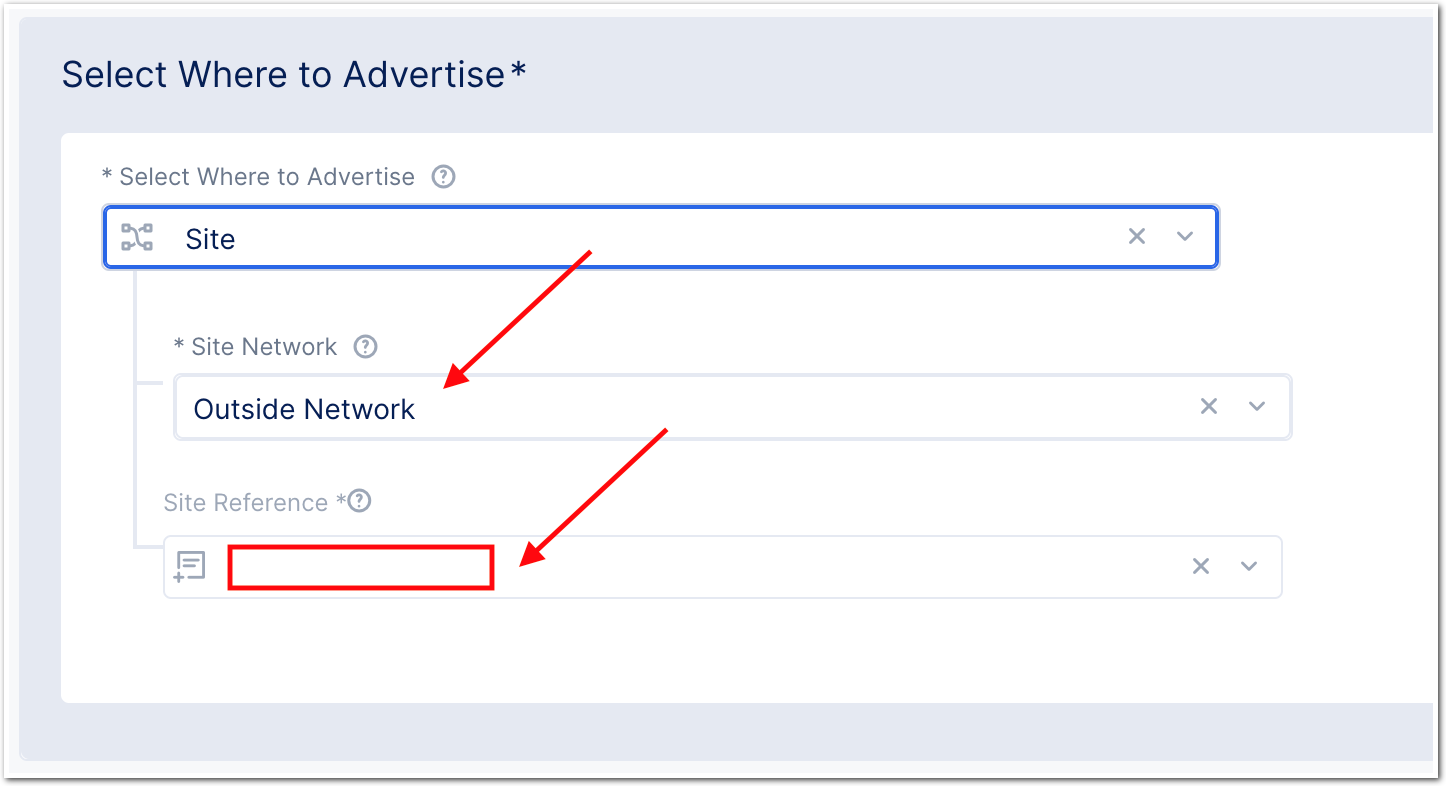 Select Where to Advertise*
* Select Where to Advertise
Site
* Site Network
Outside Network
Site Reference *